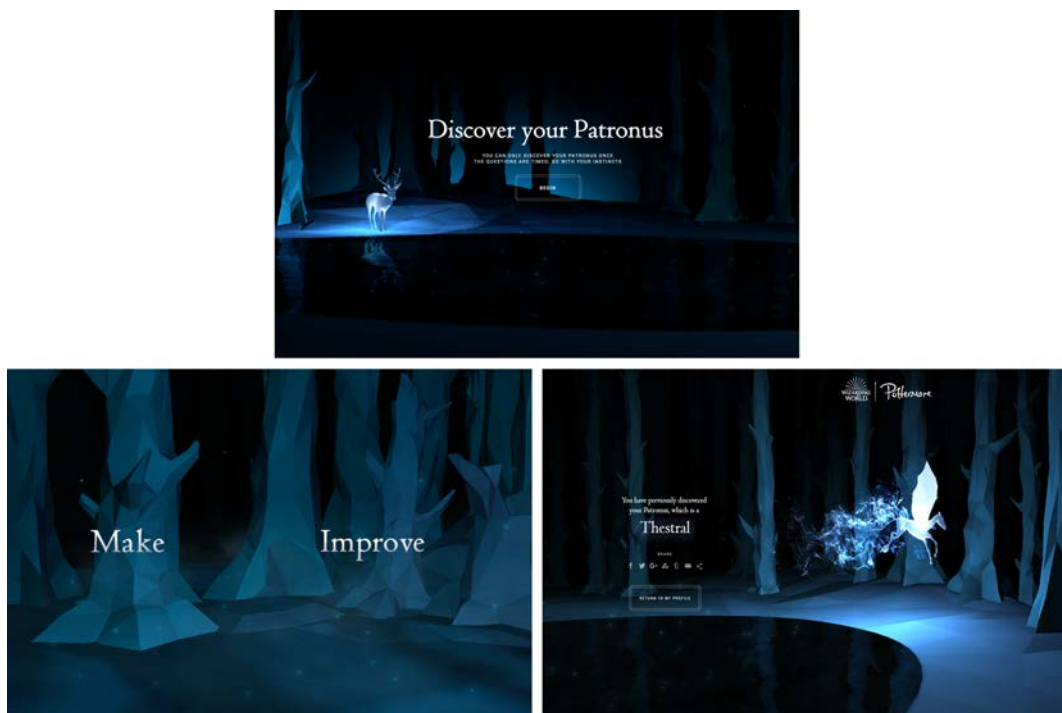 Discover your Patronus
YOU CAN ONLY DISCOVER YOUR PATRONUS ONCE
THE QUESTIONS ARE TIMED, GO WITH YOUR INSTINCTS
BEGIN
Make
Improve
WIZARDING
WORLD
Pottermore
You have previously discovered
your Patronus, which is a
Thestral
SHARE
RETURN TO MY PROFILE